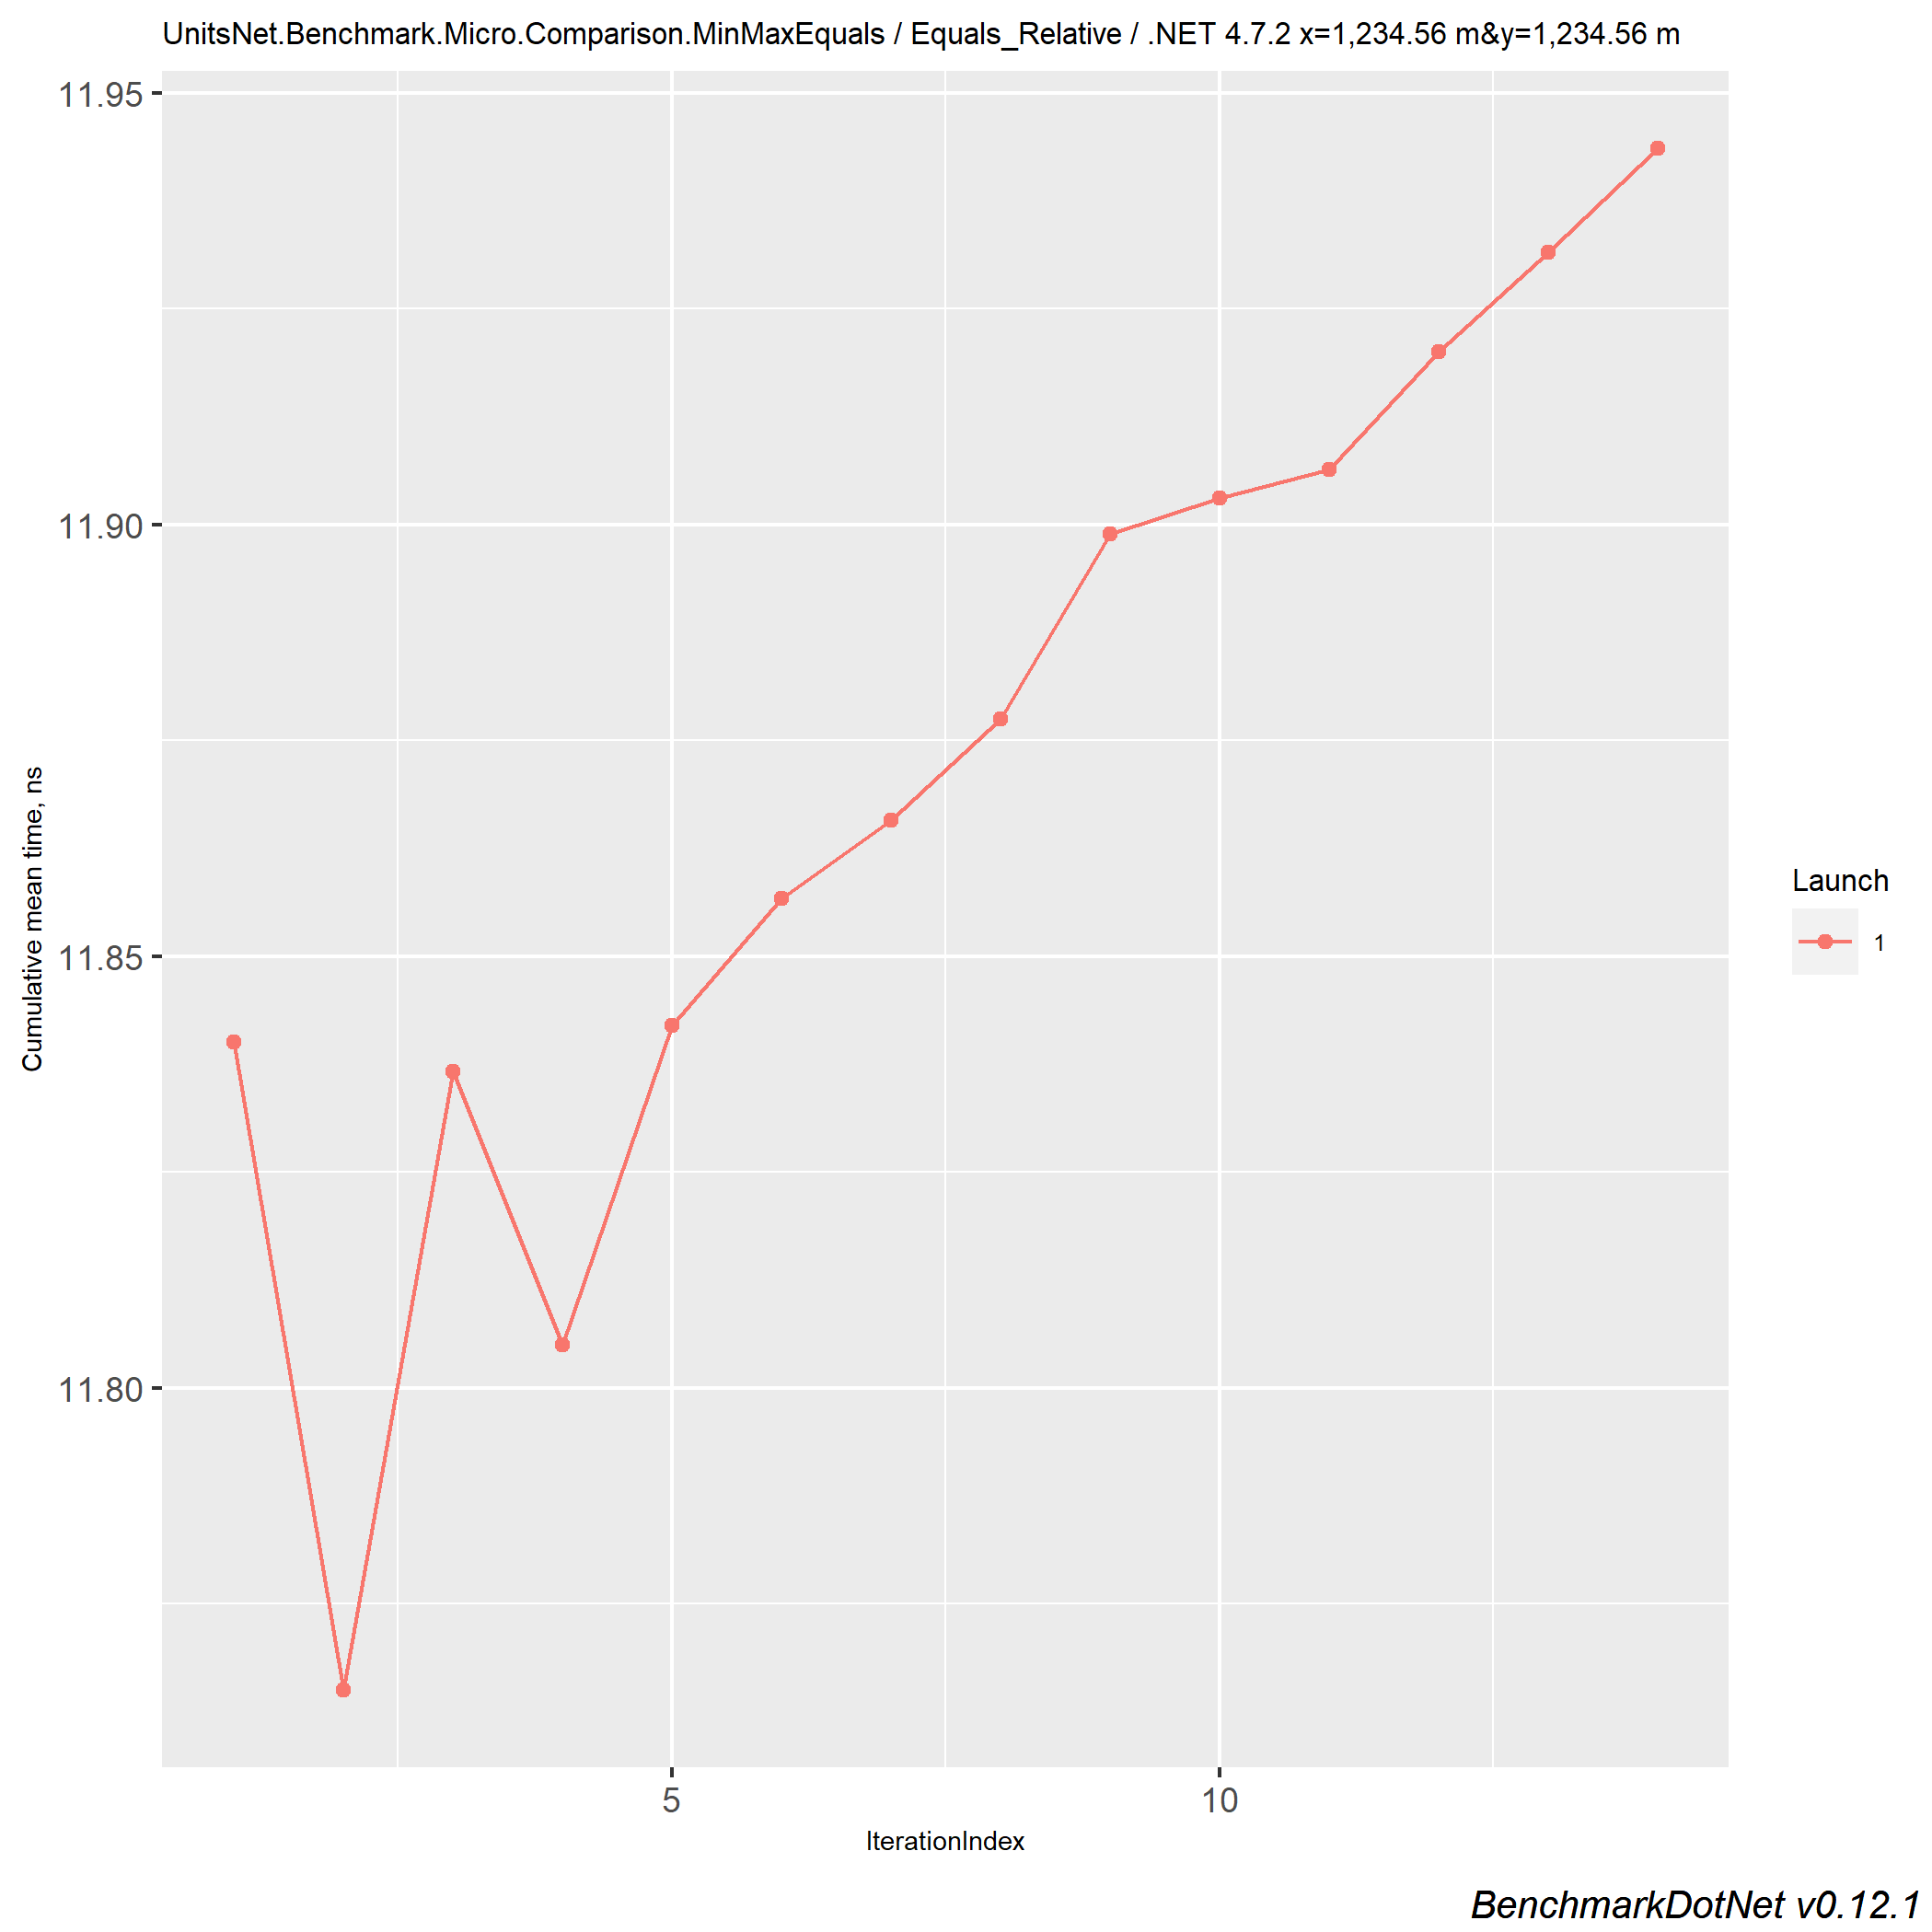 UnitsNet.Benchmark.Micro.Comparison.MinMaxEquals / Equals_Relative / .NET 4.7.2 x=1,234.56 m&y=1,234.56 m
11.95
11.90
11.85
11.80
Cumulative mean time, ns
5
10
IterationIndex
Launch
1
BenchmarkDotNet v0.12.1